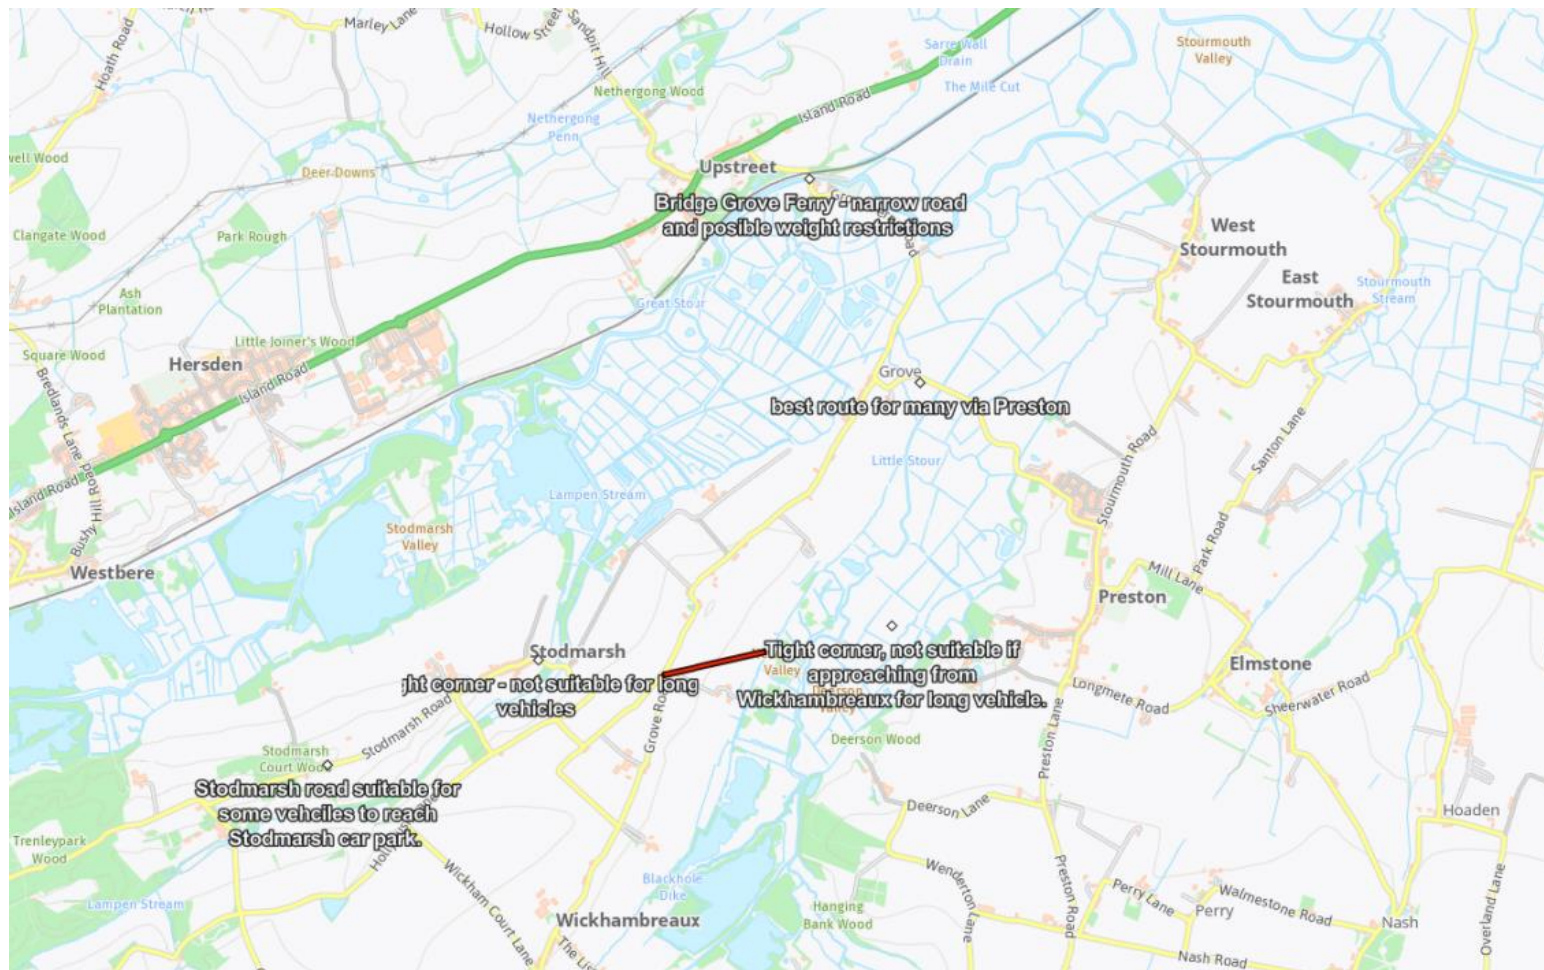 Marley Lane
Hollow Street
Sandpit Hill
Hoath Road
Sarre Wall
Drain
Stourmouth
Valley
The Mile Cut
Nethergong Wood
Island Road
Nethergong
Penn
well Wood
Deer Downs
Upstreet
Bridge Grove Ferry - narrow road
and posible weight restrictions
Clangate Wood
Park Rough
West
Stourmouth
East
Stourmouth
Stourmouth
Stream
Ash
Plantation
Great Stour
Little Joiner's Wood
Square Wood
Hersden
Island Road
Bredlands Lane
Grove
best route for many via Preston
Santon Lane
Stourmouth Road
Little Stour
Lampen Stream
Island Road
Bushy Hill Road
Stodmarsh
Valley
Westbere
Park Road
Mill Lane
Preston
Stodmarsh
Tight corner, not suitable if
approaching from
Wickhambreaux for long vehicle.
Valley
Deerson
Valley
ght corner - not suitable for long
vehicles
Elmstone
Longmete Road
Sheerwater Road
Grove Ro
Stodmarsh Road
Preston Lane
Deerson Wood
Stodmarsh
Court Wood
Stodmarsh road suitable for
some vehciles to reach
Stodmarsh car park.
Deerson Lane
Hoaden
Trenleypark
Wood
Wickham Court Lane
Blackhole
Dike
Wenderton Lane
Preston Road
Perry Lane
Walmestone Road
Perry
Overland Lane
Lampen Stream
Wickhambreaux
Hanging
Bank Wood
Nash
Nash Road